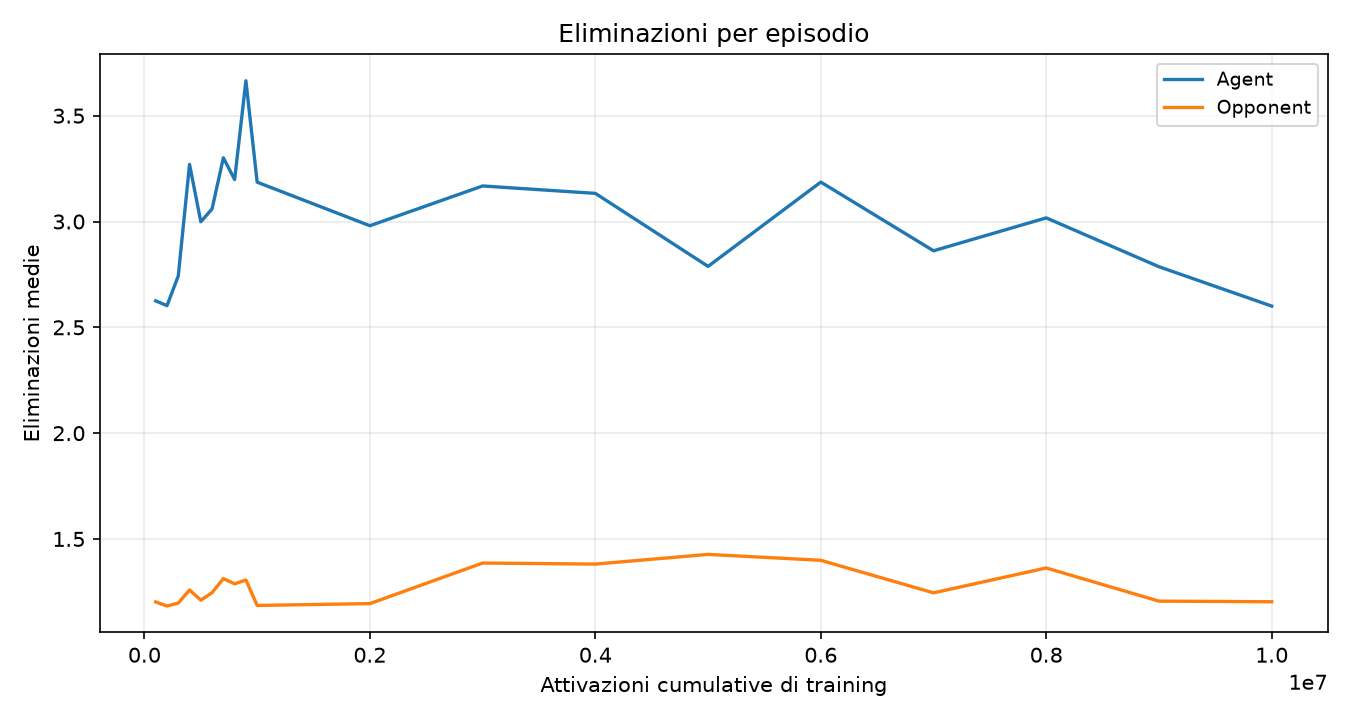 Eliminazioni per episodio
Agent
Opponent
Eliminazioni medie
3.5
3.0
2.5
2.0
1.5
0.0
0.2
0.4
0.6
0.8
1.0
1e7
Attivazioni cumulative di training